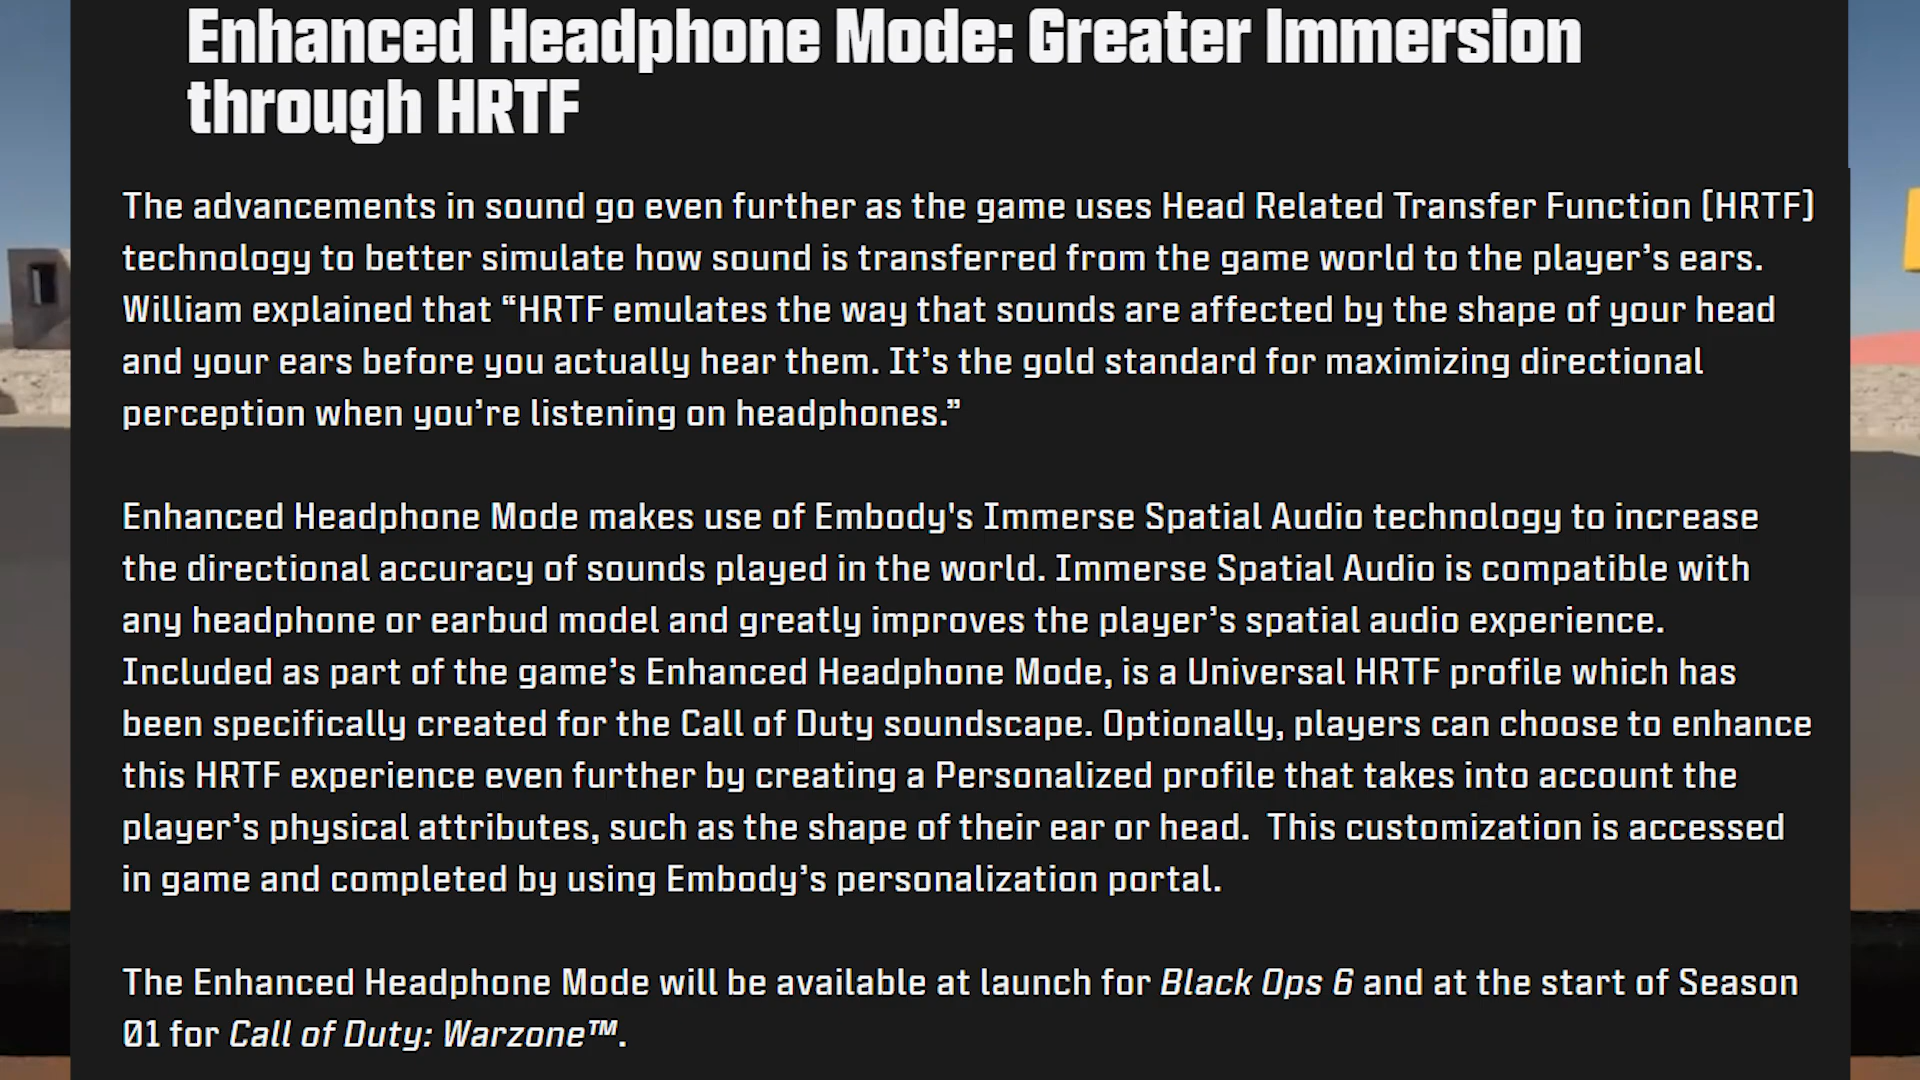 Enhanced Headphone Mode: Greater Immersion
through HRTF
The advancements in sound go even further as the game uses Head Related Transfer Function (HRTF)
technology to better simulate how sound is transferred from the game world to the player’s ears.
William explained that “HRTF emulates the way that sounds are affected by the shape of your head
and your ears before you actually hear them. It’s the gold standard for maximizing directional
perception when you’re listening on headphones.”
Enhanced Headphone Mode makes use of Embody's Immerse Spatial Audio technology to increase
the directional accuracy of sounds played in the world. Immerse Spatial Audio is compatible with
any headphone or earbud model and greatly improves the player’s spatial audio experience.
Included as part of the game’s Enhanced Headphone Mode, is a Universal HRTF profile which has
been specifically created for the Call of Duty soundscape. Optionally, players can choose to enhance
this HRTF experience even further by creating a Personalized profile that takes into account the
player’s physical attributes, such as the shape of their ear or head.  This customization is accessed
in game and completed by using Embody’s personalization portal.
The Enhanced Headphone Mode will be available at launch for Black Ops 6 and at the start of Season
01 for Call of Duty: Warzone™.